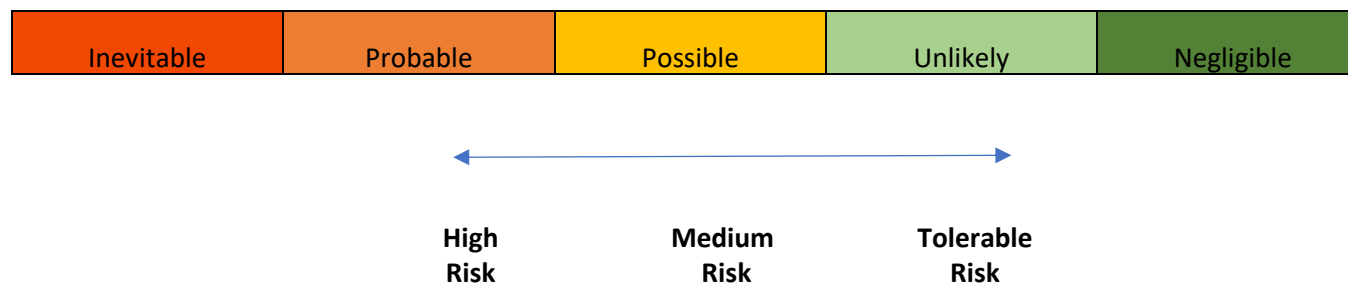 Inevitable Probable Possible Unlikely Negligible
High Medium Tolerable
Risk Risk Risk